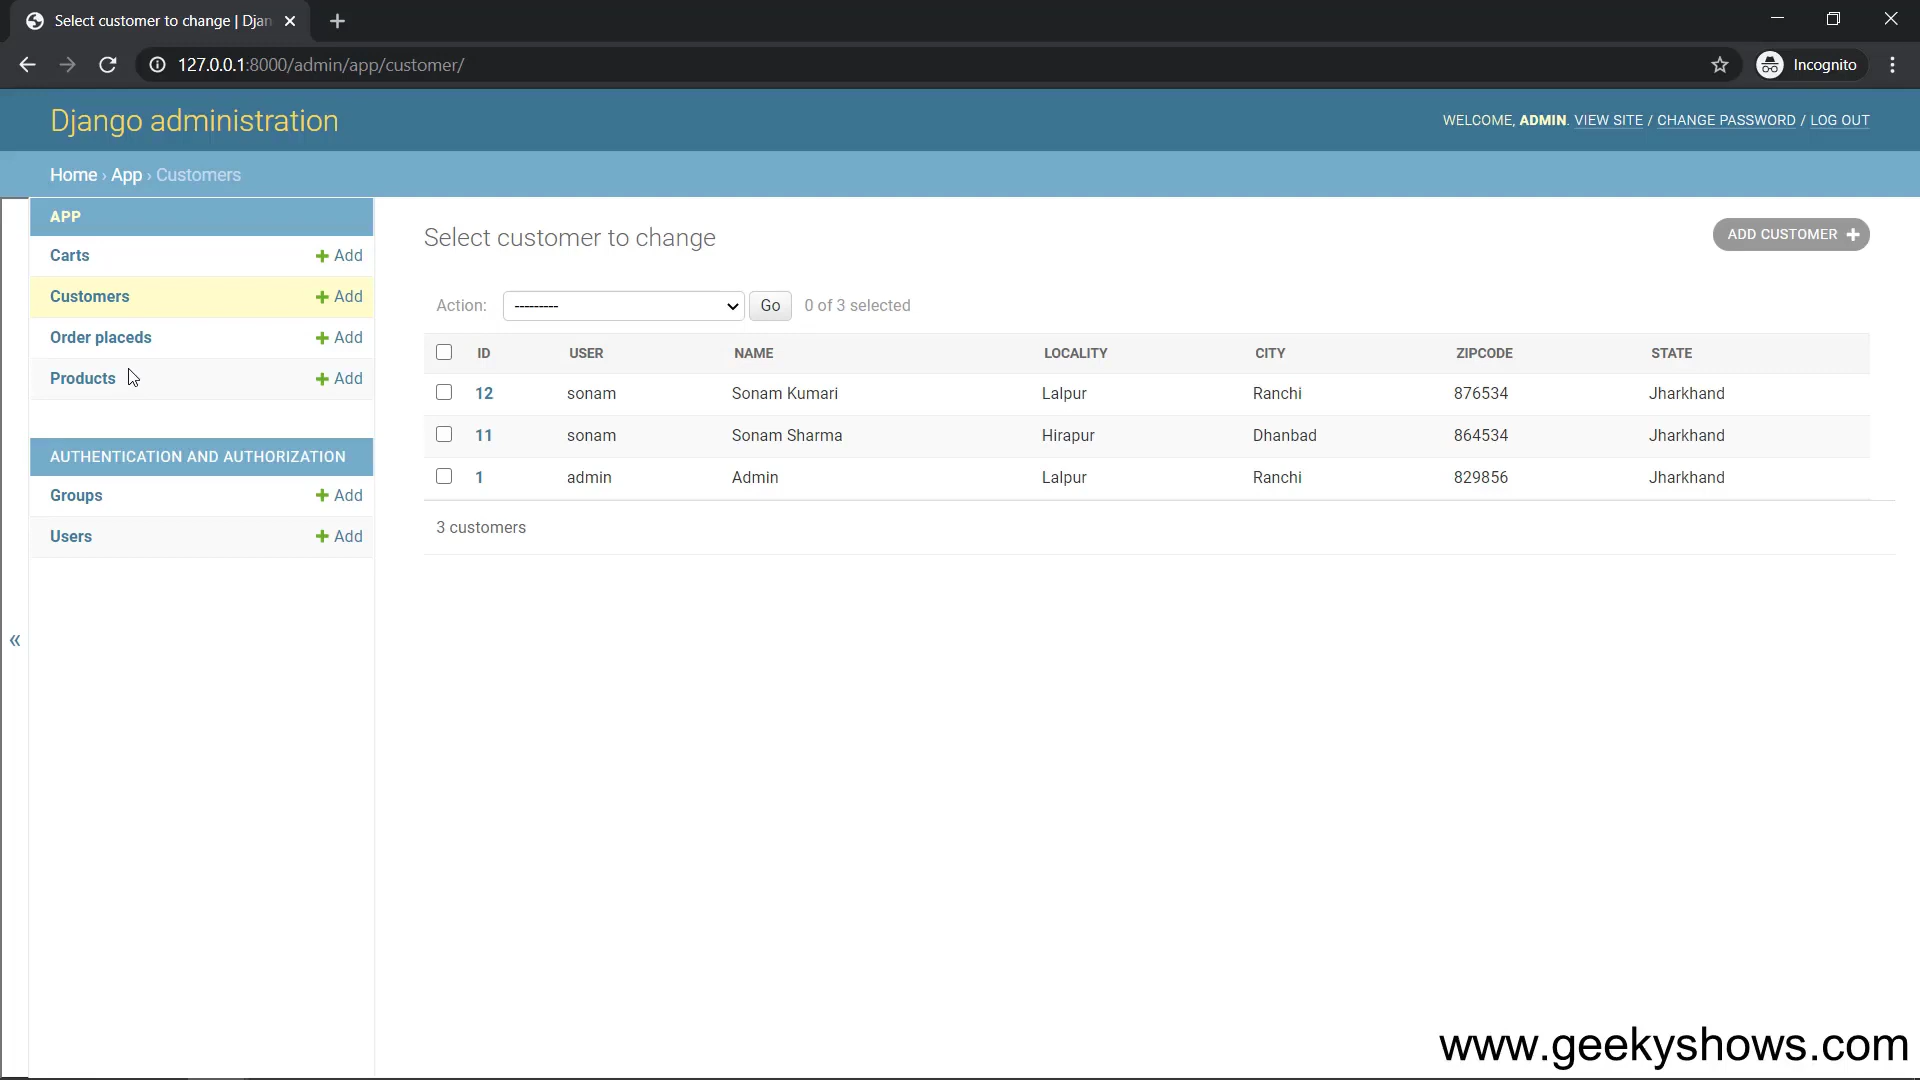 Select customer to change | Djan
127.0.0.1:8000/admin/app/customer/
Incognito
Django administration
WELCOME, ADMIN. VIEW SITE / CHANGE PASSWORD / LOG OUT
Home › App › Customers
APP
Carts + Add
Customers + Add
Order placeds + Add
Products + Add
AUTHENTICATION AND AUTHORIZATION
Groups + Add
Users + Add
«
Select customer to change
ADD CUSTOMER +
Action: --------- Go 0 of 3 selected
ID USER NAME LOCALITY CITY ZIPCODE STATE
12 sonam Sonam Kumari Lalpur Ranchi 876534 Jharkhand
11 sonam Sonam Sharma Hirapur Dhanbad 864534 Jharkhand
1 admin Admin Lalpur Ranchi 829856 Jharkhand
3 customers
www.geekyshows.com